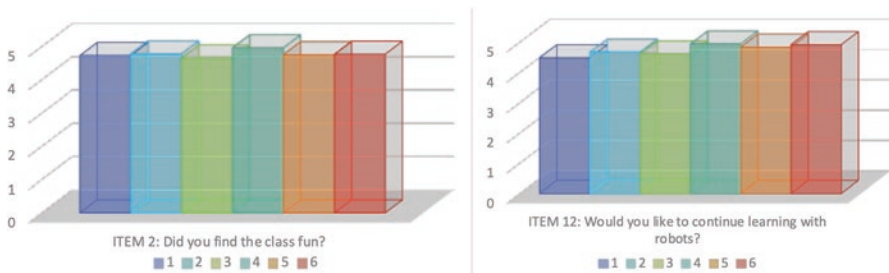 5
4
3
2
1
0
ITEM 2: Did you find the class fun?
1 2 3 4 5 6
5
4
3
2
1
0
ITEM 12: Would you like to continue learning with
robots?
1 2 3 4 5 6